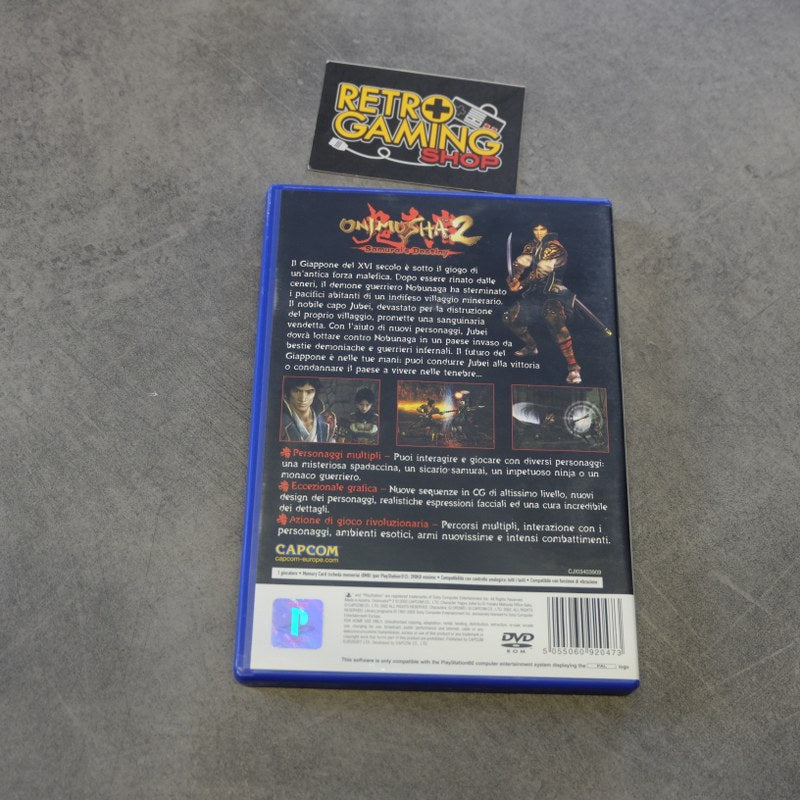 RETRO
GAMING
SHOP
ONIMUSHA 2
Samurai's Destiny
Il Giappone del XVI secolo è sotto il giogo di
un'antica forza malefica. Dopo essere rinato dalle
ceneri, il demone guerriero Nobunaga ha sterminato
i pacifici abitanti di un indifeso villaggio minerario.
Il nobile capo Jubei, devastato per la distruzione
del proprio villaggio, promette una sanguinaria
vendetta. Con l'aiuto di nuovi personaggi, Jubei
dovrà lottare contro Nobunaga in un paese invaso da
bestie demoniache e guerrieri infernali. Il futuro del
Giappone è nelle tue mani: puoi condurre Jubei alla vittoria
o condannare il paese a vivere nelle tenebre...
Personaggi multipli – Puoi interagire e giocare con diversi personaggi:
una misteriosa spadaccina, un sicario-samurai, un impetuoso ninja o un
monaco guerriero.
Eccezionale grafica – Nuove sequenze in CG di altissimo livello, nuovi
design dei personaggi, realistiche espressioni facciali ed una cura incredibile
dei dettagli.
Azione di gioco rivoluzionaria – Percorsi multipli, interazione con i
personaggi, ambienti esotici, armi nuovissime e intensi combattimenti.
CAPCOM
capcom-europe.com
CJ03403509
1 giocatore • Memory Card
DVD
ROM
5 055060 920473
This software is only compatible with the PlayStation®2 computer entertainment system displaying the PAL logo